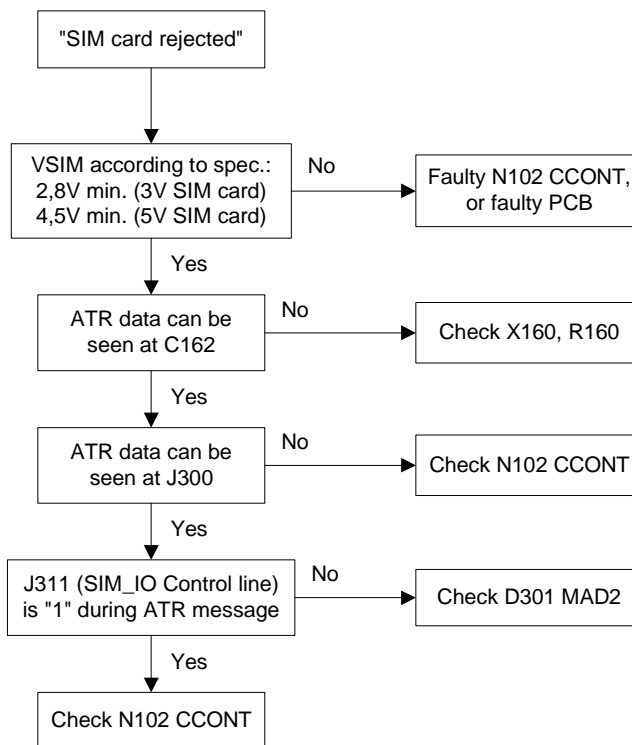 "SIM card rejected"
VSIM according to spec.:
2,8V min. (3V SIM card)
4,5V min. (5V SIM card)
No
Faulty N102 CCONT,
or faulty PCB
Yes
ATR data can be
seen at C162
No
Check X160, R160
Yes
ATR data can be
seen at J300
No
Check N102 CCONT
Yes
J311 (SIM_IO Control line)
is "1" during ATR message
No
Check D301 MAD2
Yes
Check N102 CCONT